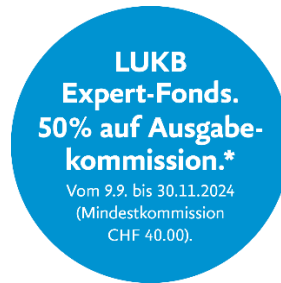 LUKB
Expert-Fonds.
50% auf Ausgabe-
kommission.*
Vom 9.9. bis 30.11.2024
(Mindestkommission
CHF 40.00).